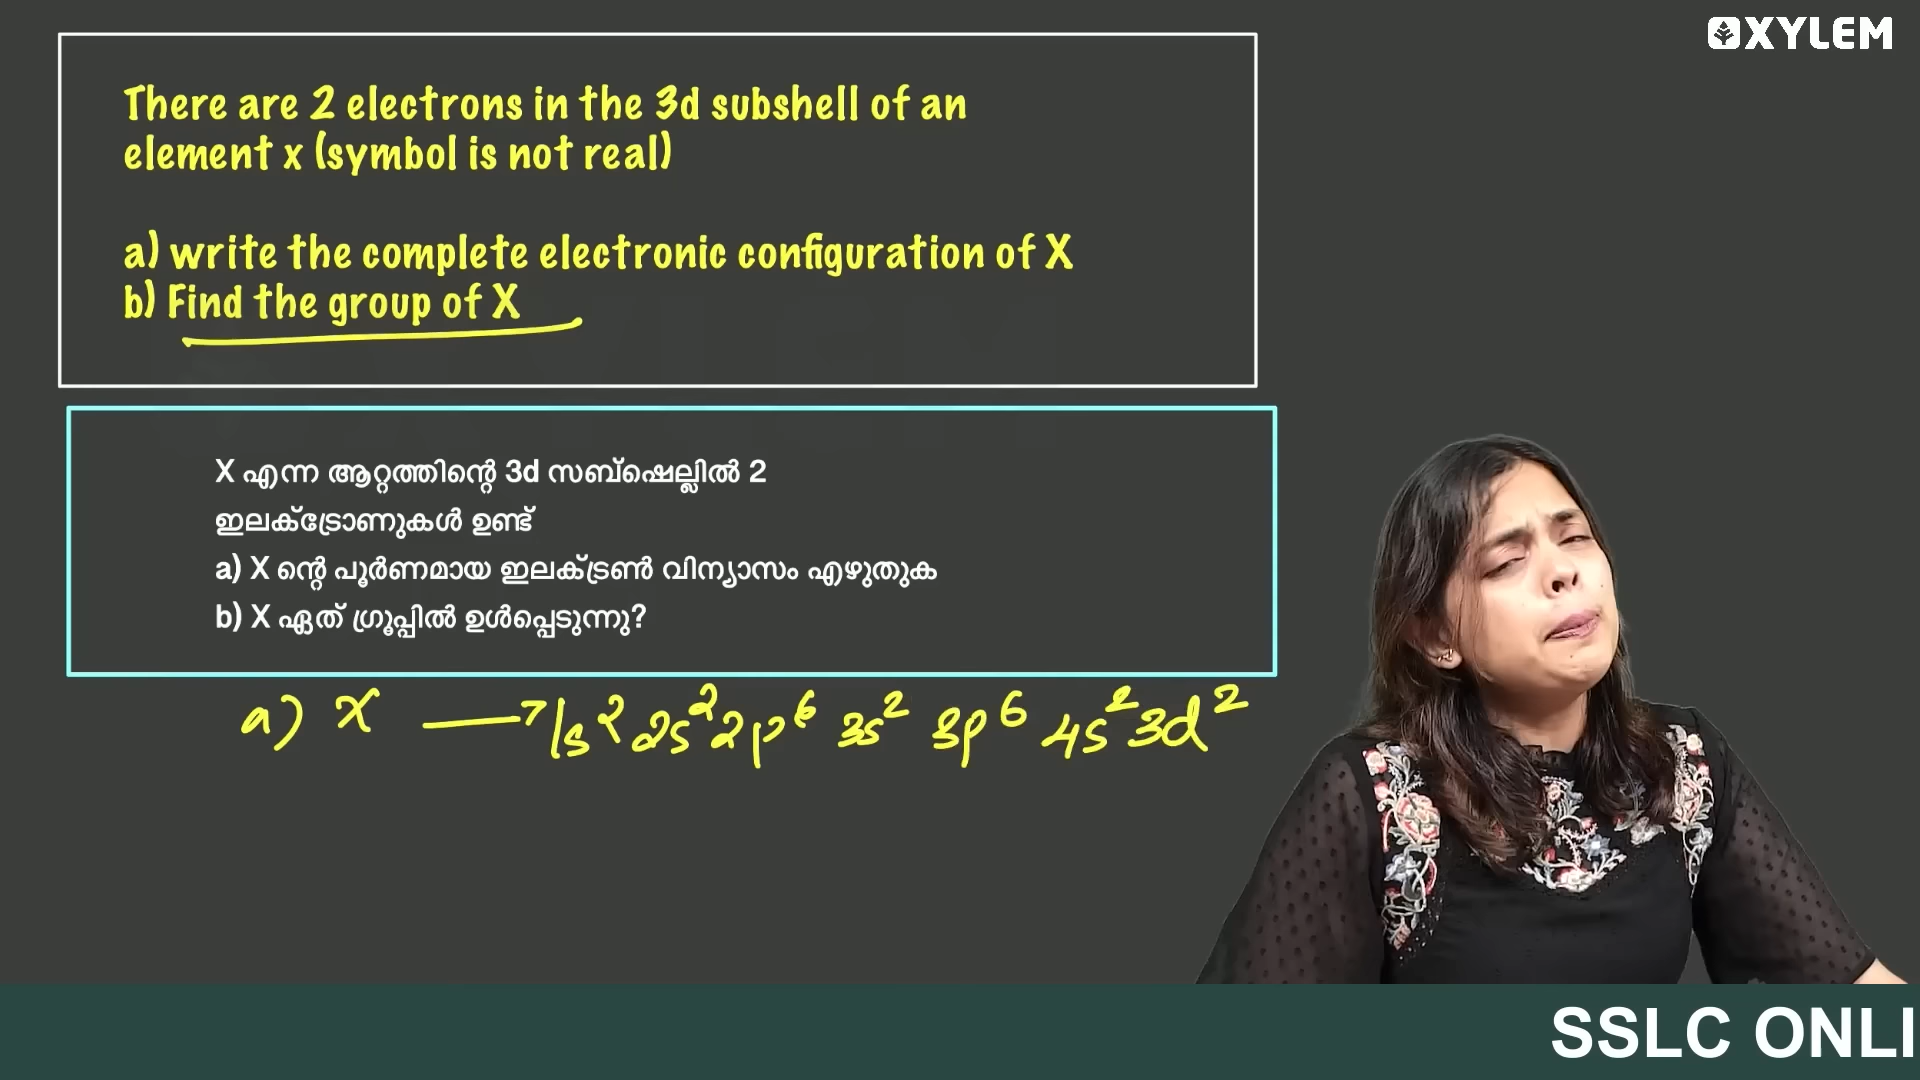 XYLEM
There are 2 electrons in the 3d subshell of an
element x (symbol is not real)
a) write the complete electronic configuration of X
b) Find the group of X
X എന്ന ആറ്റത്തിന്റെ 3d സബ്ഷെല്ലിൽ 2
ഇലക്ട്രോണുകൾ ഉണ്ട്
a) X ന്റെ പൂർണമായ ഇലക്ട്രൺ വിന്യാസം എഴുതുക
b) X ഏത് ഗ്രൂപ്പിൽ ഉൾപ്പെടുന്നു?
a) X → 1s² 2s² 2p⁶ 3s² 3p⁶ 4s² 3d²
SSLC ONLI